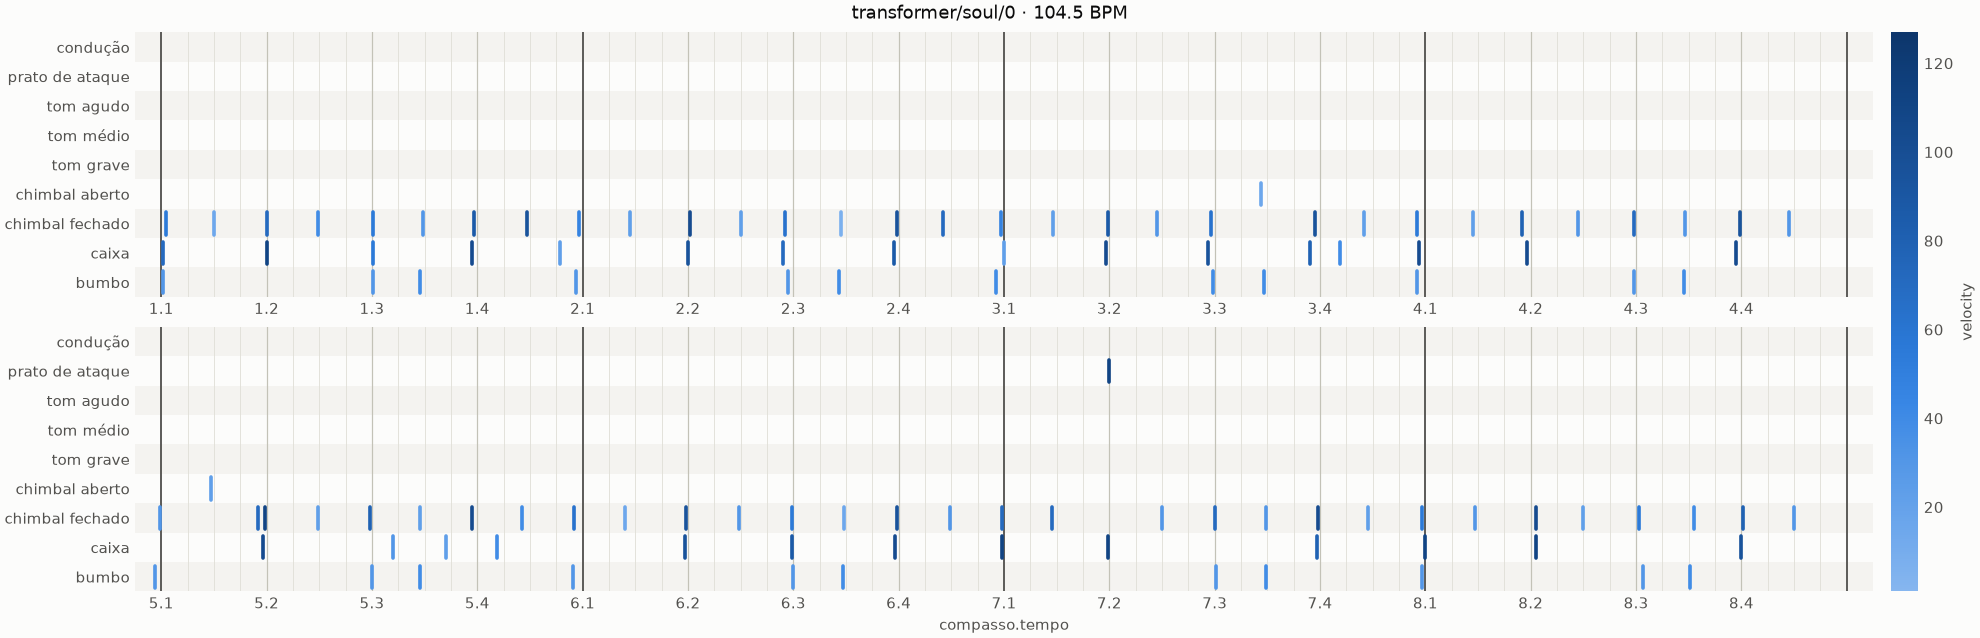 transformer/soul/0 · 104.5 BPM
condução
prato de ataque
tom agudo
tom médio
tom grave
chimbal aberto
chimbal fechado
caixa
bumbo
1.1 1.2 1.3 1.4 2.1 2.2 2.3 2.4 3.1 3.2 3.3 3.4 4.1 4.2 4.3 4.4
condução
prato de ataque
tom agudo
tom médio
tom grave
chimbal aberto
chimbal fechado
caixa
bumbo
5.1 5.2 5.3 5.4 6.1 6.2 6.3 6.4 7.1 7.2 7.3 7.4 8.1 8.2 8.3 8.4
compasso.tempo
120
100
80
60
40
20
velocity